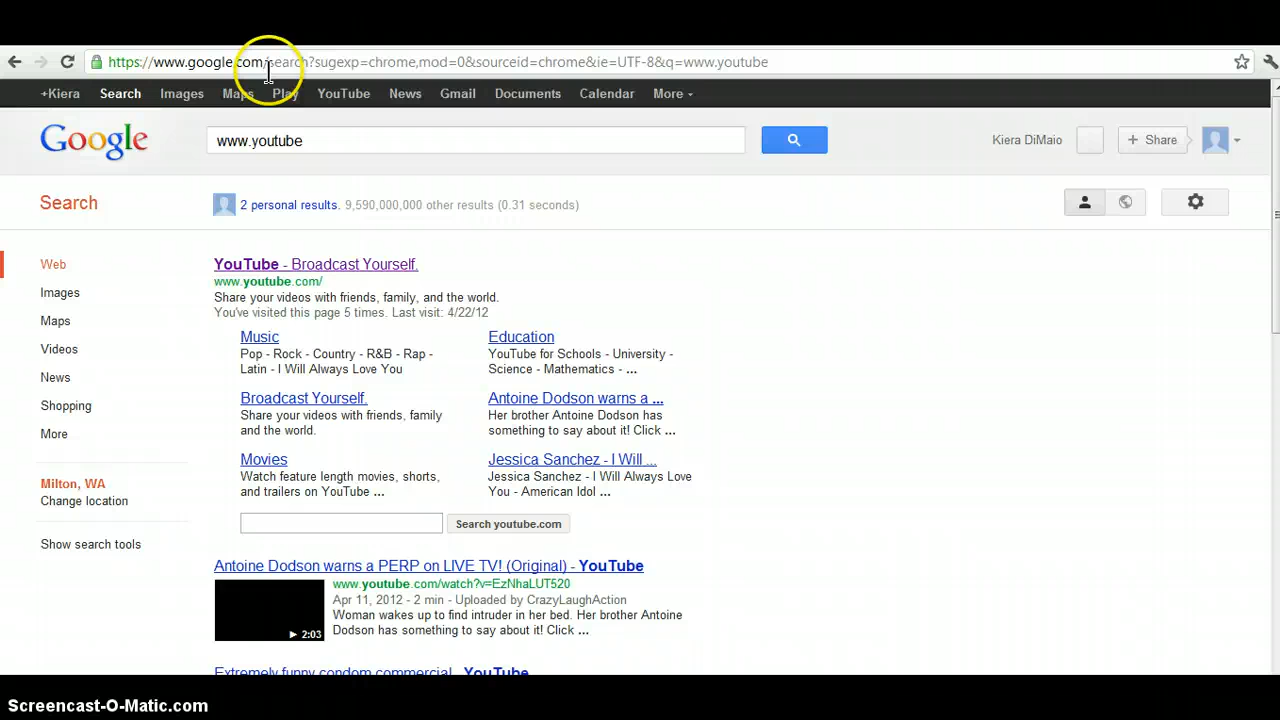 https://www.google.com/search?sugexp=chrome,mod=0&sourceid=chrome&ie=UTF-8&q=www.youtube
+Kiera Search Images Maps Play YouTube News Gmail Documents Calendar More
Google www.youtube Kiera DiMaio + Share
Search 2 personal results. 9,590,000,000 other results (0.31 seconds)
Web
Images
Maps
Videos
News
Shopping
More
Milton, WA
Change location
Show search tools
YouTube - Broadcast Yourself.
www.youtube.com/
Share your videos with friends, family, and the world.
You've visited this page 5 times. Last visit: 4/22/12
Music
Pop - Rock - Country - R&B - Rap -
Latin - I Will Always Love You
Education
YouTube for Schools - University -
Science - Mathematics - ...
Broadcast Yourself.
Share your videos with friends, family
and the world.
Antoine Dodson warns a ...
Her brother Antoine Dodson has
something to say about it! Click ...
Movies
Watch feature length movies, shorts,
and trailers on YouTube ...
Jessica Sanchez - I Will ...
Jessica Sanchez - I Will Always Love
You - American Idol ...
Search youtube.com
Antoine Dodson warns a PERP on LIVE TV! (Original) - YouTube
www.youtube.com/watch?v=EzNhaLUT520
Apr 11, 2012 - 2 min - Uploaded by CrazyLaughAction
Woman wakes up to find intruder in her bed. Her brother Antoine
Dodson has something to say about it! Click ...
2:03
Extremely funny condom commercial - YouTube
Screencast-O-Matic.com